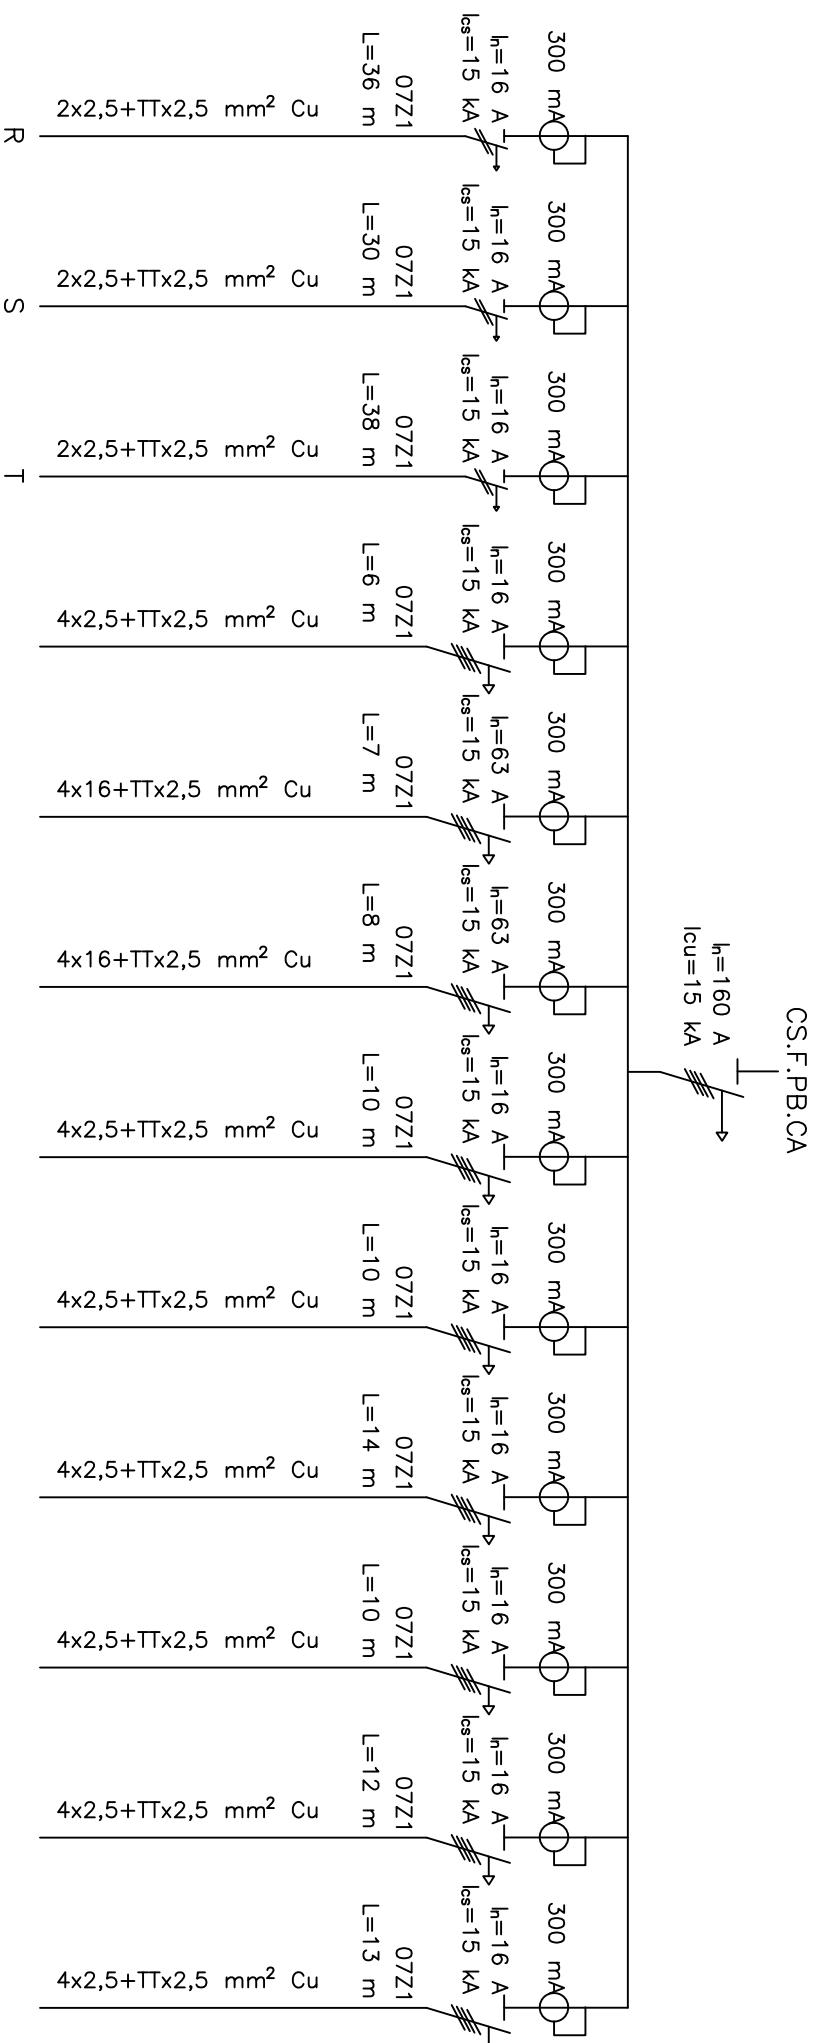 CS.F.PB.CA
In=160 A
Icu=15 kA
300 mA
In=16 A
Ics=15 kA
07Z1
L=36 m
2x2,5+TTx2,5 mm² Cu
R
300 mA
In=16 A
Ics=15 kA
07Z1
L=30 m
2x2,5+TTx2,5 mm² Cu
S
300 mA
In=16 A
Ics=15 kA
07Z1
L=38 m
2x2,5+TTx2,5 mm² Cu
T
300 mA
In=16 A
Ics=15 kA
07Z1
L=6 m
4x2,5+TTx2,5 mm² Cu
300 mA
In=63 A
Ics=15 kA
07Z1
L=7 m
4x16+TTx2,5 mm² Cu
300 mA
In=63 A
Ics=15 kA
07Z1
L=8 m
4x16+TTx2,5 mm² Cu
300 mA
In=16 A
Ics=15 kA
07Z1
L=10 m
4x2,5+TTx2,5 mm² Cu
300 mA
In=16 A
Ics=15 kA
07Z1
L=10 m
4x2,5+TTx2,5 mm² Cu
300 mA
In=16 A
Ics=15 kA
07Z1
L=14 m
4x2,5+TTx2,5 mm² Cu
300 mA
In=16 A
Ics=15 kA
07Z1
L=10 m
4x2,5+TTx2,5 mm² Cu
300 mA
In=16 A
Ics=15 kA
07Z1
L=12 m
4x2,5+TTx2,5 mm² Cu
300 mA
In=16 A
Ics=15 kA
07Z1
L=13 m
4x2,5+TTx2,5 mm² Cu